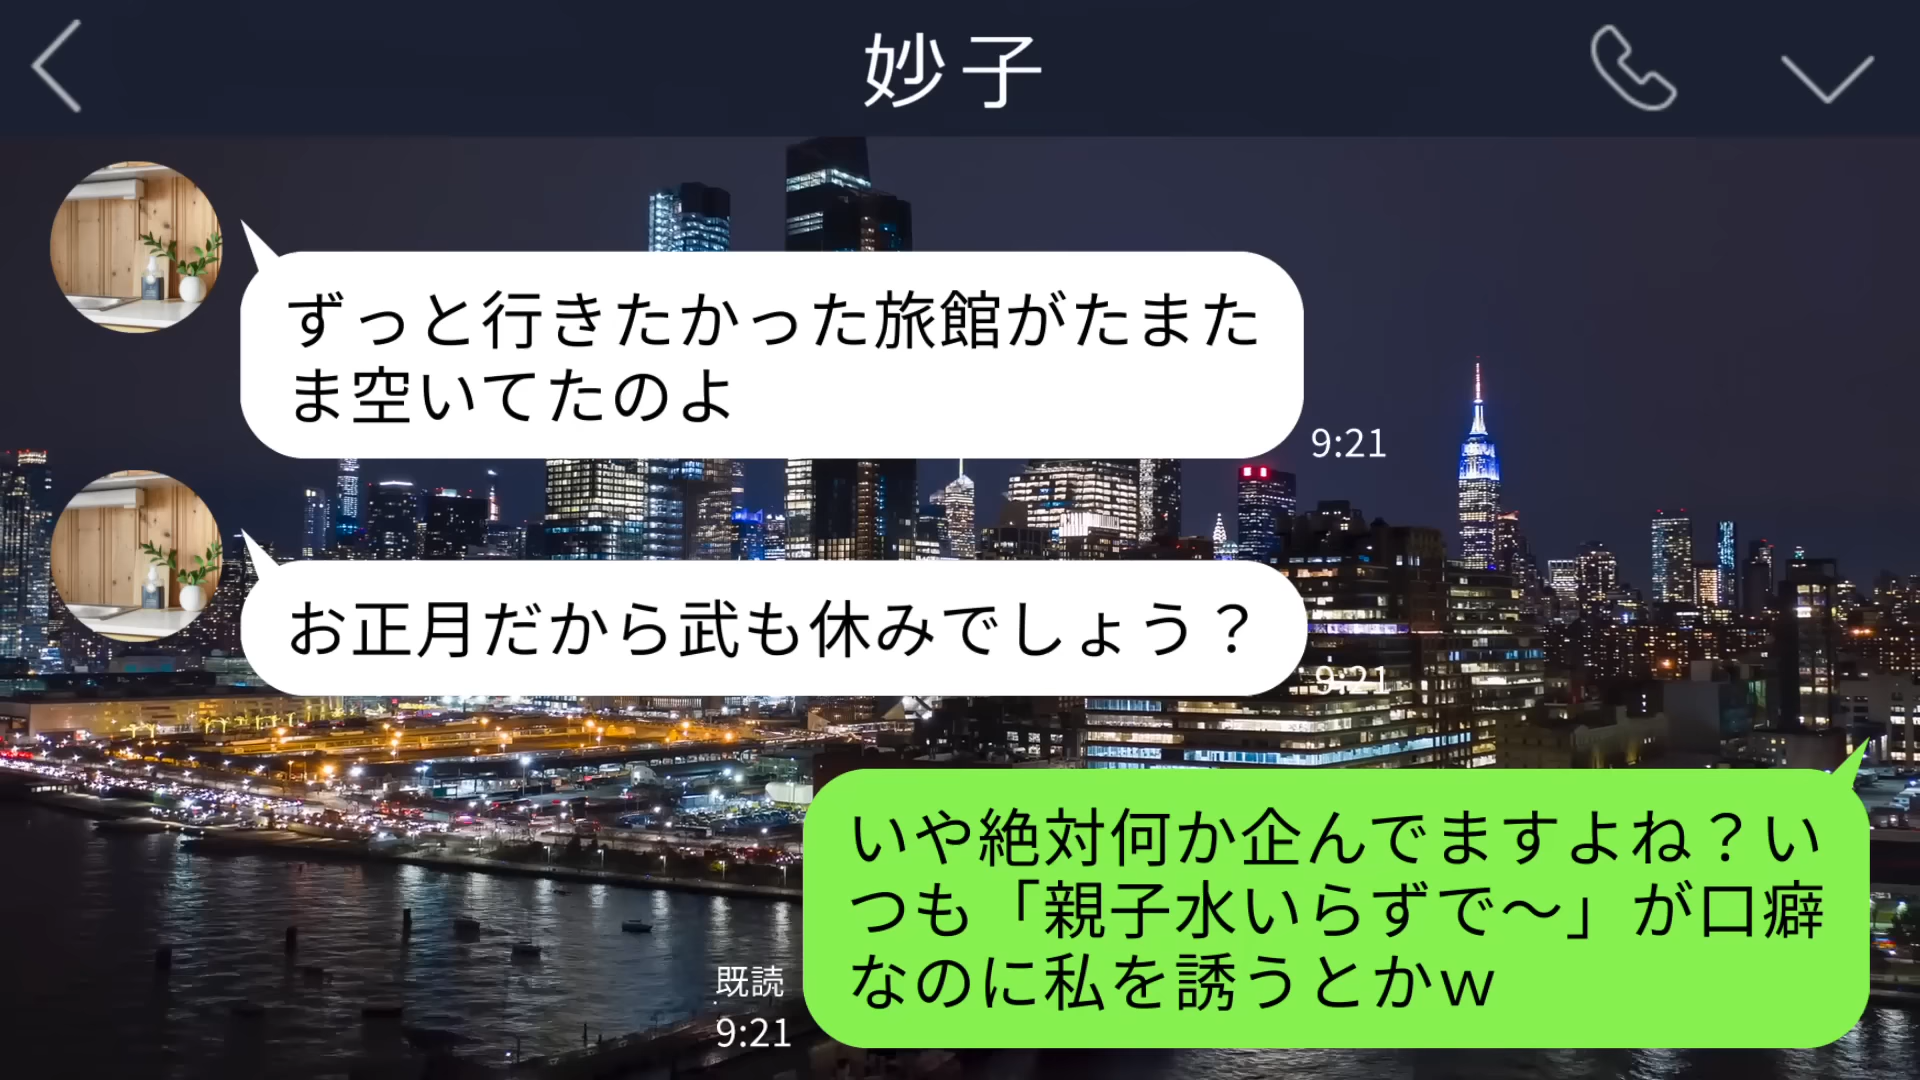 妙子
ずっと行きたかった旅館がたまた
ま空いてたのよ
9:21
お正月だから武も休みでしょう？
9:21
いや絶対何か企んでますよね？い
つも「親子水いらずで〜」が口癖
なのに私を誘うとかw
既読
9:21